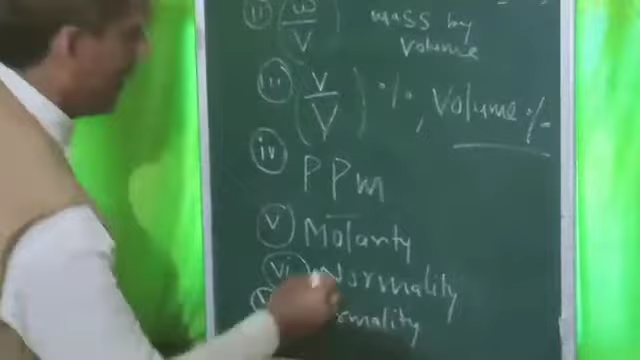 ii) (w/V) mass by
Volume
iii (V/V) %, Volume %
iv PPm
v Molarity
vi Normality
rmality